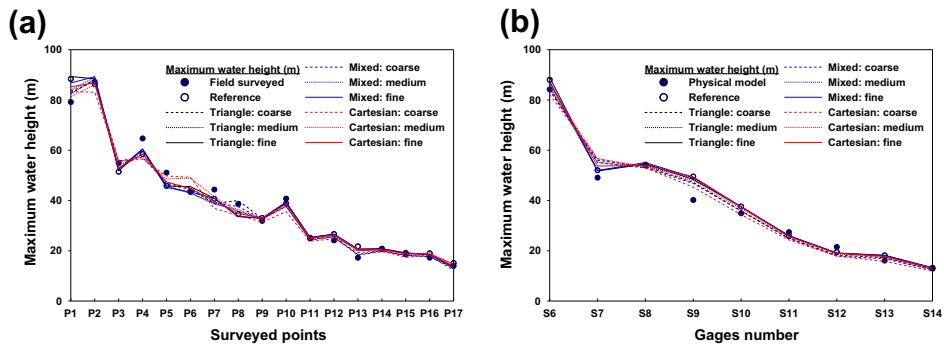 (a)
100
80
60
40
20
0
Maximum water height (m)
Maximum water height (m)
Field surveyed
Reference
Triangle: coarse
Triangle: medium
Triangle: fine
Mixed: coarse
Mixed: medium
Mixed: fine
Cartesian: coarse
Cartesian: medium
Cartesian: fine
P1 P2 P3 P4 P5 P6 P7 P8 P9 P10 P11 P12 P13 P14 P15 P16 P17
Surveyed points
(b)
100
80
60
40
20
0
Maximum water height (m)
Maximum water height (m)
Physical model
Reference
Triangle: coarse
Triangle: medium
Triangle: fine
Mixed: coarse
Mixed: medium
Mixed: fine
Cartesian: coarse
Cartesian: medium
Cartesian: fine
S6 S7 S8 S9 S10 S11 S12 S13 S14
Gages number